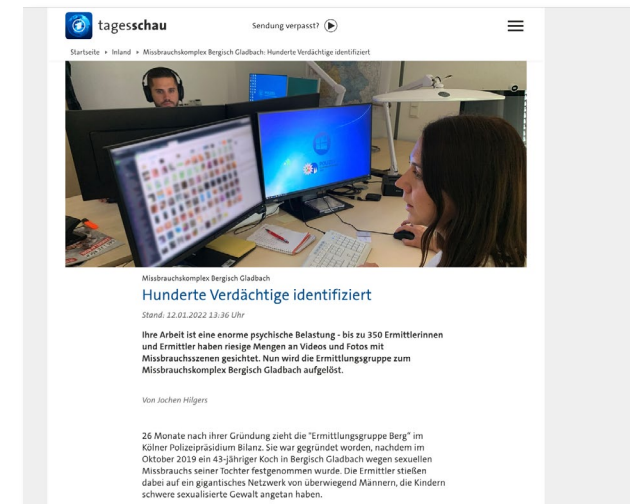 tagesschau
Sendung verpasst?
Startseite ▸ Inland ▸ Missbrauchskomplex Bergisch Gladbach: Hunderte Verdächtige identifiziert
Missbrauchskomplex Bergisch Gladbach
Hunderte Verdächtige identifiziert
Stand: 12.01.2022 13:36 Uhr
Ihre Arbeit ist eine enorme psychische Belastung - bis zu 350 Ermittlerinnen
und Ermittler haben riesige Mengen an Videos und Fotos mit
Missbrauchsszenen gesichtet. Nun wird die Ermittlungsgruppe zum
Missbrauchskomplex Bergisch Gladbach aufgelöst.
Von Jochen Hilgers
26 Monate nach ihrer Gründung zieht die "Ermittlungsgruppe Berg" im
Kölner Polizeipräsidium Bilanz. Sie war gegründet worden, nachdem im
Oktober 2019 ein 43-jähriger Koch in Bergisch Gladbach wegen sexuellen
Missbrauchs seiner Tochter festgenommen wurde. Die Ermittler stießen
dabei auf ein gigantisches Netzwerk von überwiegend Männern, die Kindern
schwere sexualisierte Gewalt angetan haben.